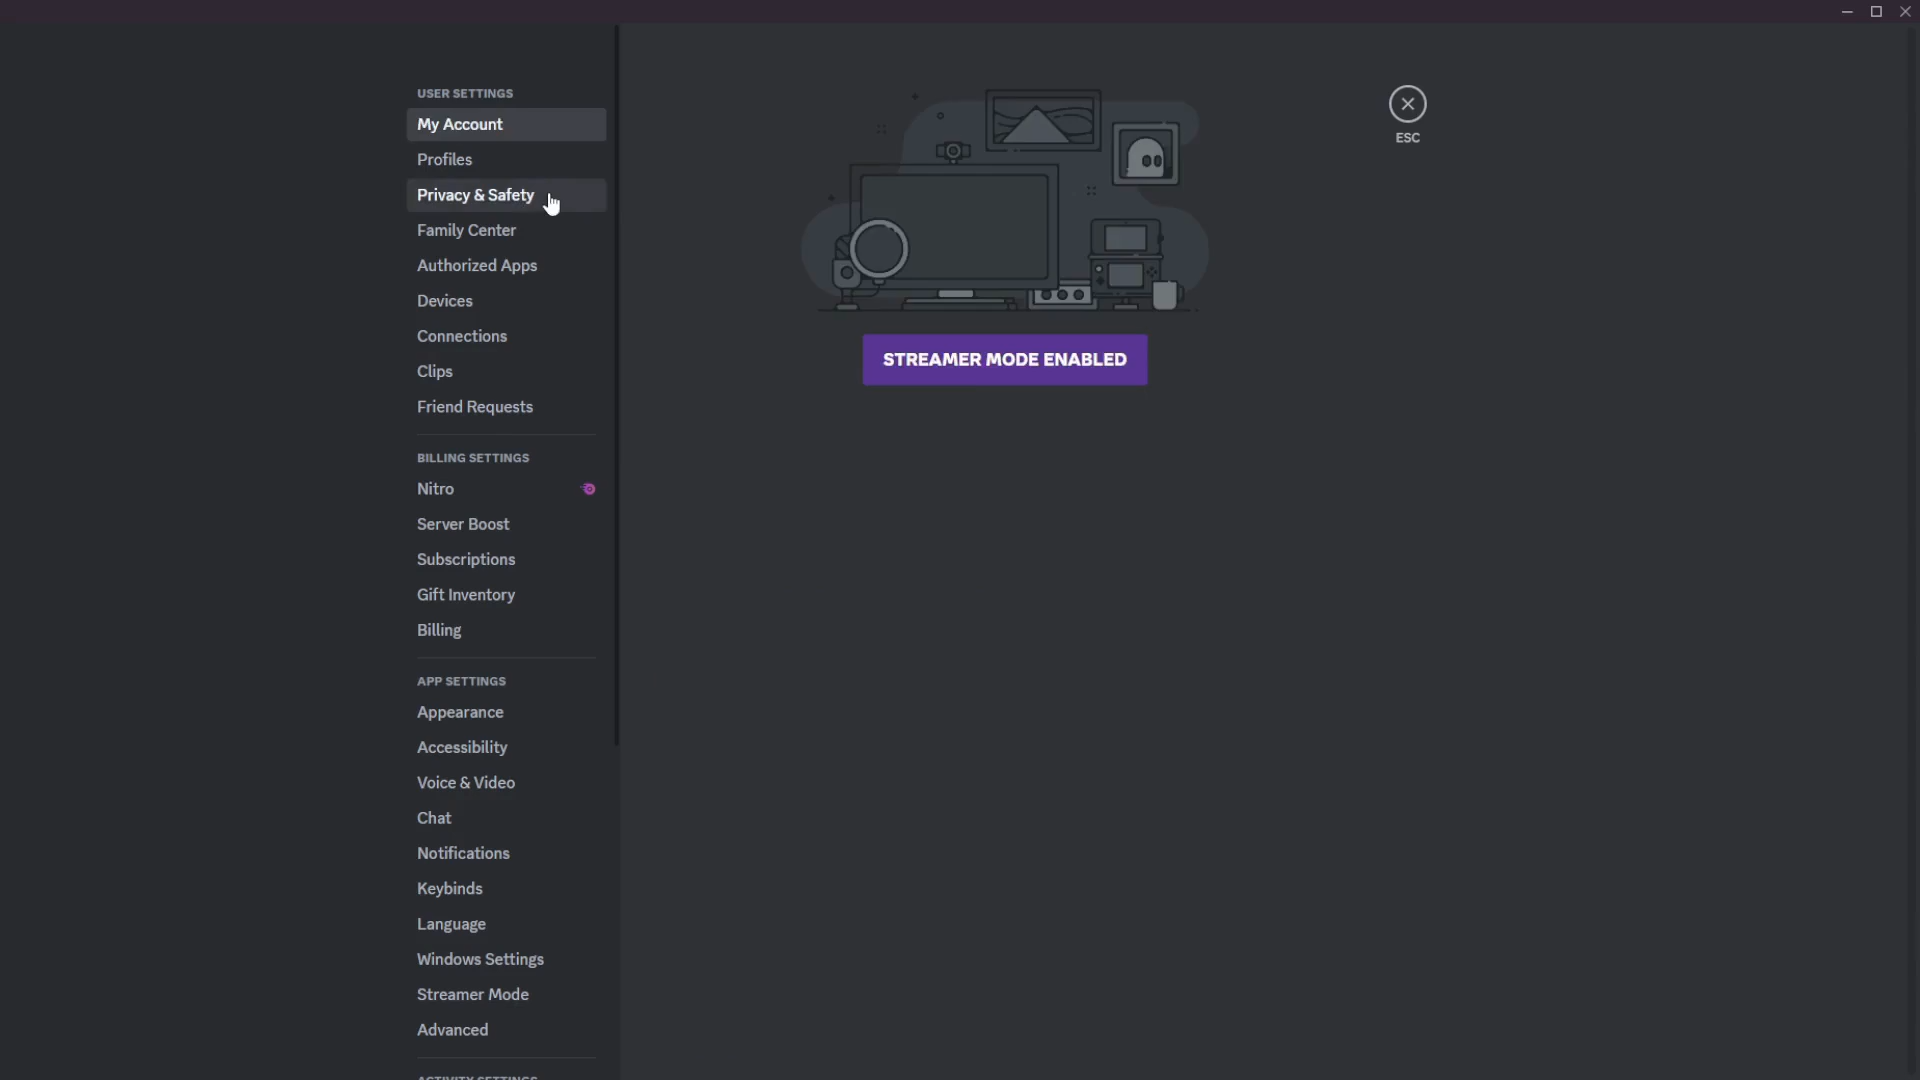 USER SETTINGS
My Account
Profiles
Privacy & Safety
Family Center
Authorized Apps
Devices
Connections
Clips
Friend Requests
BILLING SETTINGS
Nitro
Server Boost
Subscriptions
Gift Inventory
Billing
APP SETTINGS
Appearance
Accessibility
Voice & Video
Chat
Notifications
Keybinds
Language
Windows Settings
Streamer Mode
Advanced
ACTIVITY SETTINGS
ESC
STREAMER MODE ENABLED